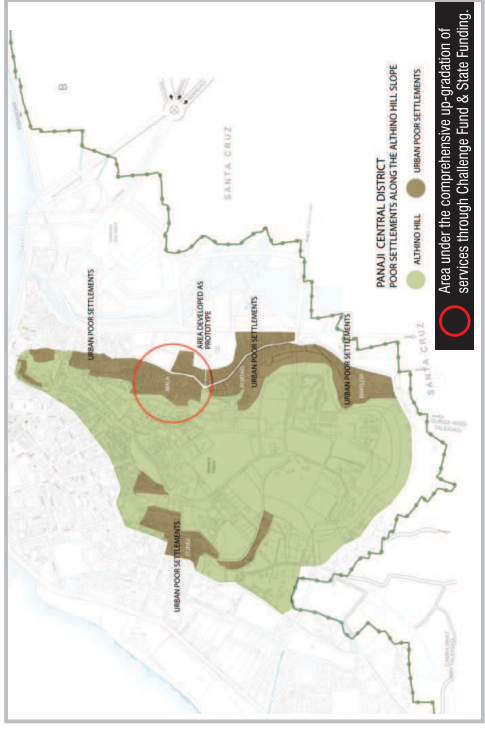 Area under the comprehensive up-gradation of
services through Challenge Fund & State Funding.
PANAJI CENTRAL DISTRICT
POOR SETTLEMENTS ALONG THE ALTHINO HILL SLOPE
ALTHINO HILL
URBAN POOR SETTLEMENTS
B
SANTA CRUZ
URBAN POOR SETTLEMENTS
AREA DEVELOPED AS
PROTOTYPE
MALA
PORTAIS
URBAN POOR SETTLEMENTS
URBAN POOR SETTLEMENTS
URBAN POOR SETTLEMENTS
SANTA CRUZ